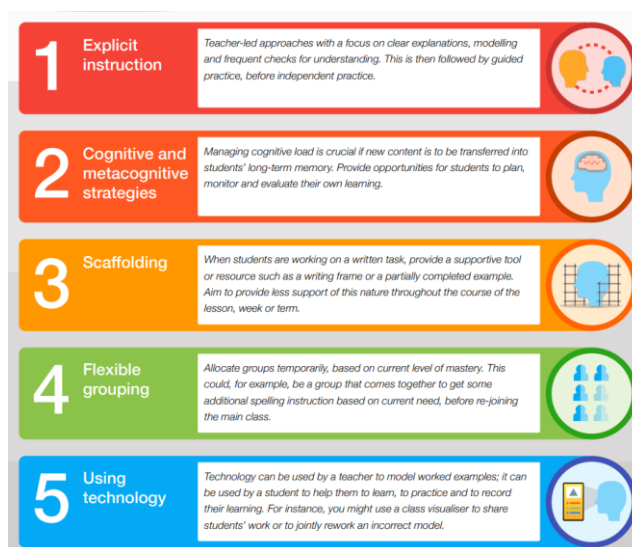 1
Explicit
instruction
Teacher-led approaches with a focus on clear explanations, modelling
and frequent checks for understanding. This is then followed by guided
practice, before independent practice.
2
Cognitive and
metacognitive
strategies
Managing cognitive load is crucial if new content is to be transferred into
students' long-term memory. Provide opportunities for students to plan,
monitor and evaluate their own learning.
3
Scaffolding
When students are working on a written task, provide a supportive tool
or resource such as a writing frame or a partially completed example.
Aim to provide less support of this nature throughout the course of the
lesson, week or term.
4
Flexible
grouping
Allocate groups temporarily, based on current level of mastery. This
could, for example, be a group that comes together to get some
additional spelling instruction based on current need, before re-joining
the main class.
5
Using
technology
Technology can be used by a teacher to model worked examples; it can
be used by a student to help them to learn, to practice and to record
their learning. For instance, you might use a class visualiser to share
students' work or to jointly rework an incorrect model.